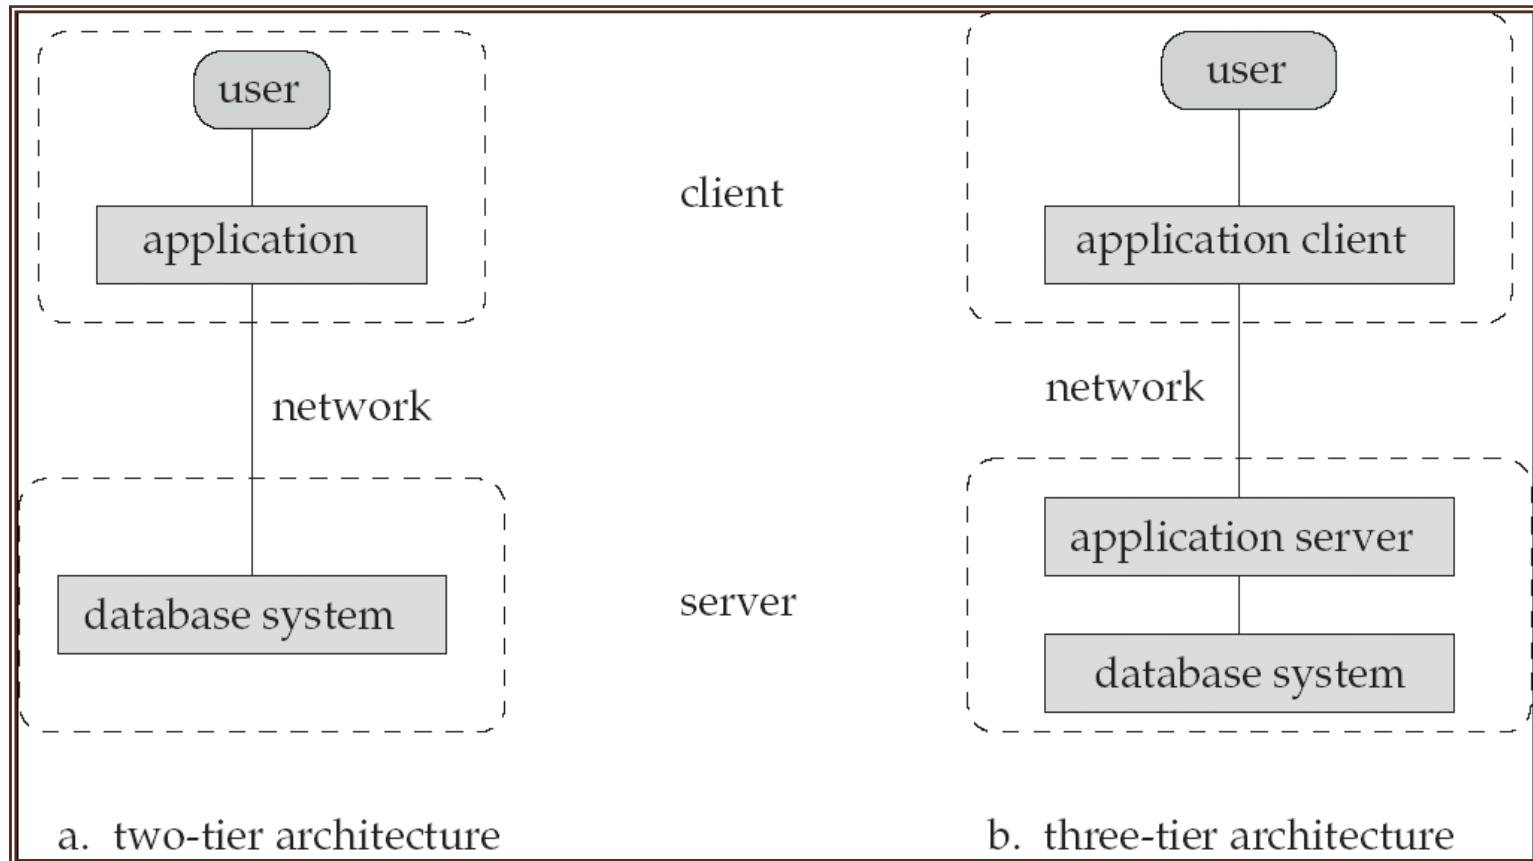 user
application
network
database system
a. two-tier architecture
client
server
user
application client
network
application server
database system
b. three-tier architecture